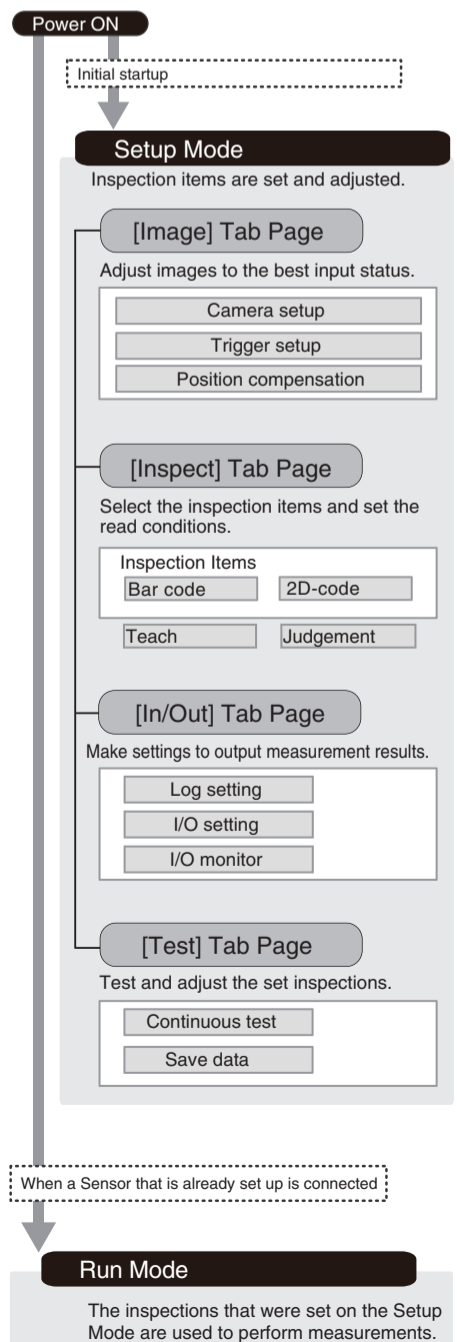 Power ON
Initial startup
Setup Mode
Inspection items are set and adjusted.
[Image] Tab Page
Adjust images to the best input status.
Camera setup
Trigger setup
Position compensation
[Inspect] Tab Page
Select the inspection items and set the
read conditions.
Inspection Items
Bar code 2D-code
Teach Judgement
[In/Out] Tab Page
Make settings to output measurement results.
Log setting
I/O setting
I/O monitor
[Test] Tab Page
Test and adjust the set inspections.
Continuous test
Save data
When a Sensor that is already set up is connected
Run Mode
The inspections that were set on the Setup
Mode are used to perform measurements.